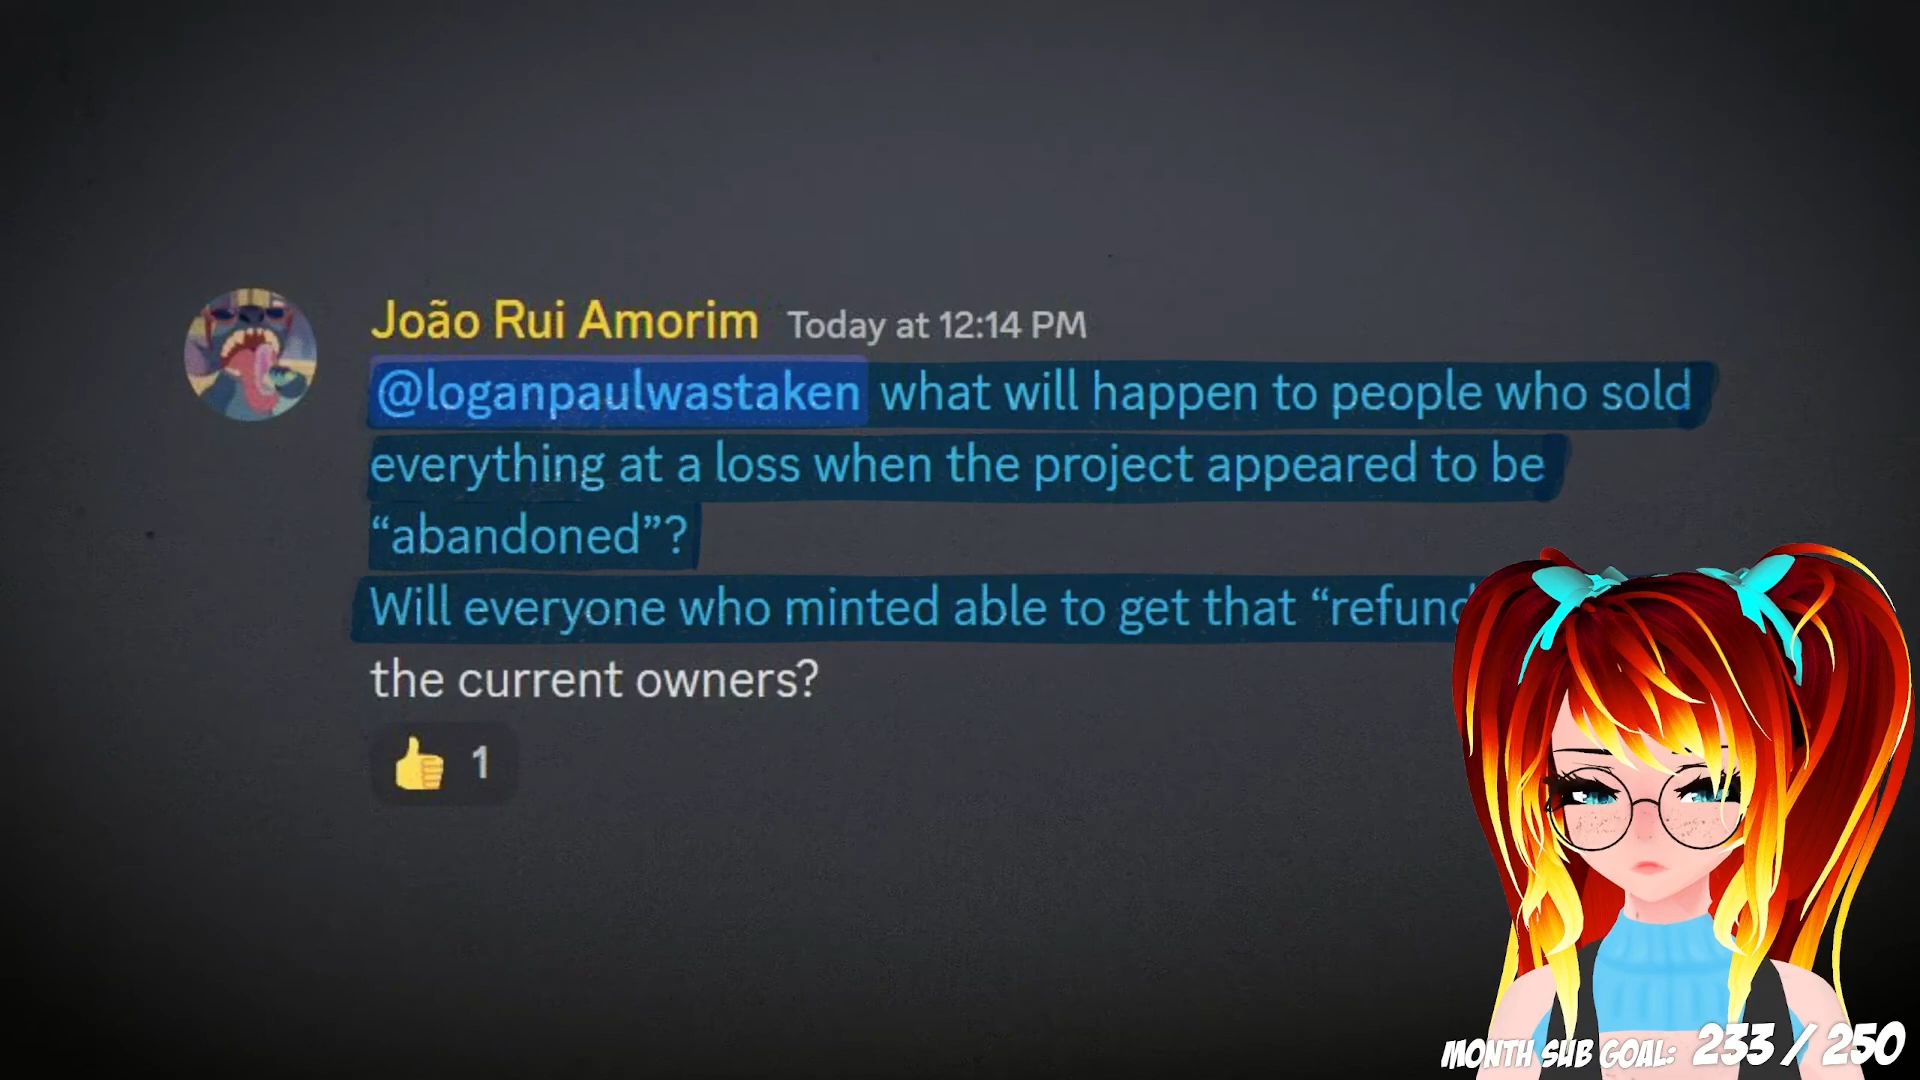 João Rui Amorim Today at 12:14 PM
@loganpaulwastaken what will happen to people who sold
everything at a loss when the project appeared to be
“abandoned”?
Will everyone who minted able to get that
the current owners?
👍 1
MONTH SUB GOAL: 233 / 250